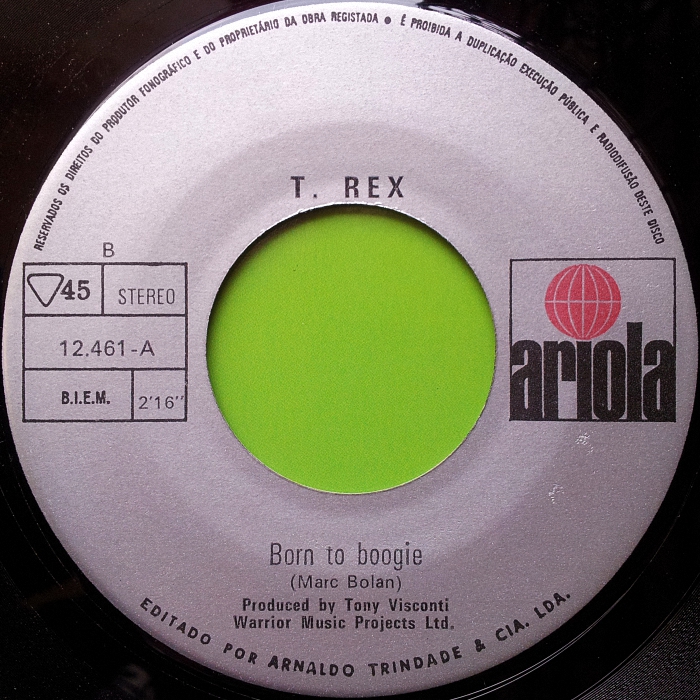 RESERVADOS OS DIREITOS DO PRODUTOR FONOGRÁFICO E DO PROPRIETÁRIO DA OBRA REGISTADA ● É PROIBIDA A DUPLICAÇÃO EXECUÇÃO PÚBLICA E RADIODIFUSÃO DESTE DISCO
T. REX
B
45 STEREO
12.461-A
B.I.E.M. 2'16"
ariola
Born to boogie
(Marc Bolan)
Produced by Tony Visconti
Warrior Music Projects Ltd.
EDITADO POR ARNALDO TRINDADE & CIA. LDA.